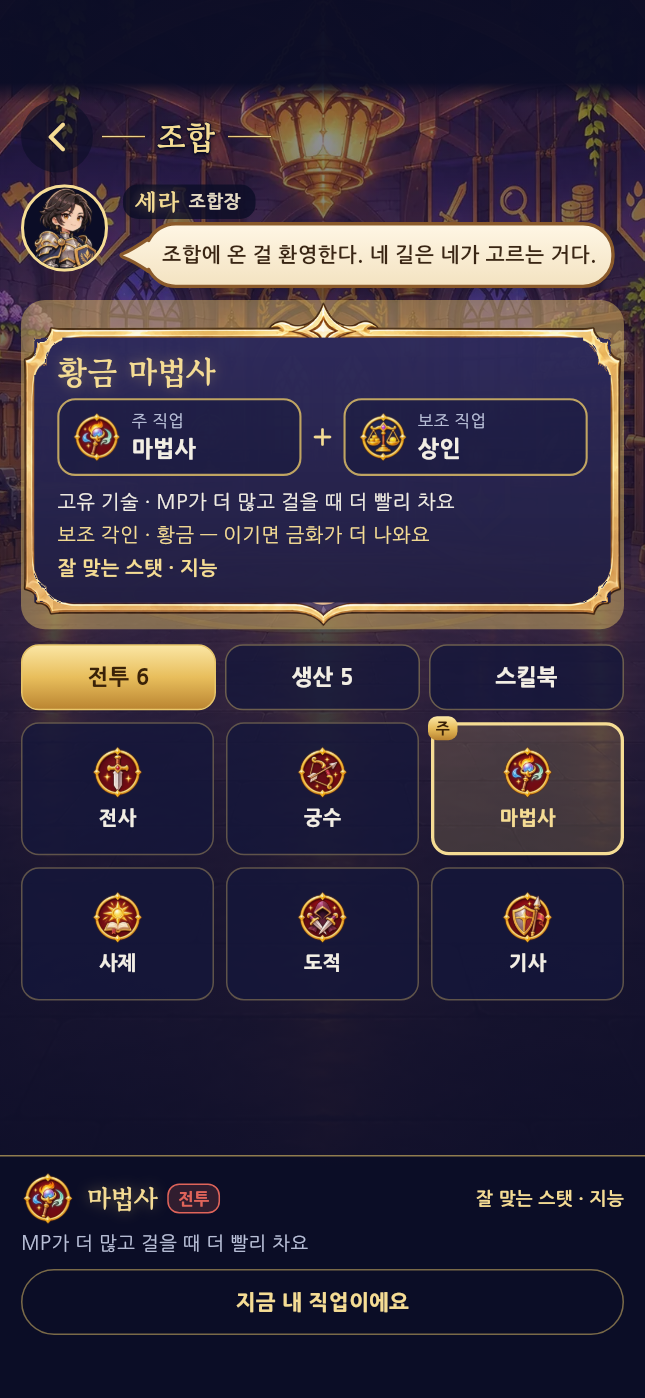 조합
세라 조합장
조합에 온 걸 환영한다. 네 길은 네가 고르는 거다.
황금 마법사
주 직업
마법사
+
보조 직업
상인
고유 기술 · MP가 더 많고 걸을 때 더 빨리 차요
보조 각인 · 황금 — 이기면 금화가 더 나와요
잘 맞는 스탯 · 지능
전투 6
생산 5
스킬북
전사
궁수
주
마법사
사제
도적
기사
마법사 전투
잘 맞는 스탯 · 지능
MP가 더 많고 걸을 때 더 빨리 차요
지금 내 직업이에요